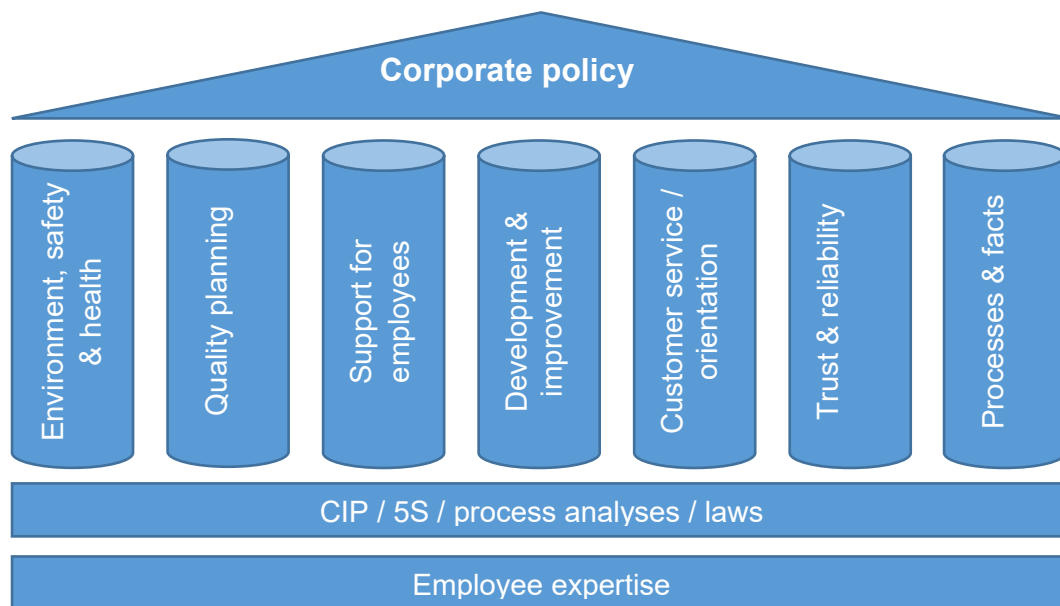 Corporate policy
Environment, safety
& health
Quality planning
Support for
employees
Development &
improvement
Customer service /
orientation
Trust & reliability
Processes & facts
CIP / 5S / process analyses / laws
Employee expertise